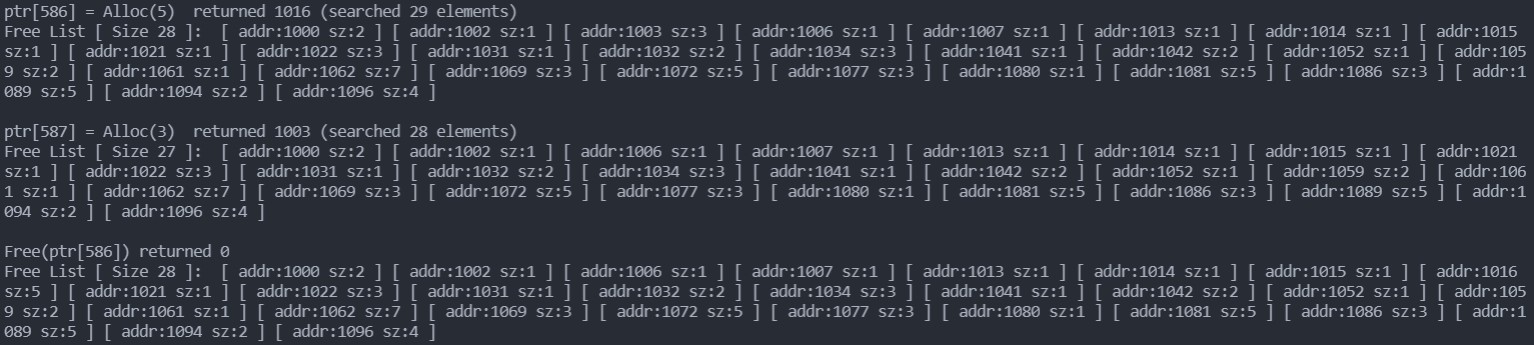 ptr[586] = Alloc(5)  returned 1016 (searched 29 elements)
Free List [ Size 28 ]:  [ addr:1000 sz:2 ] [ addr:1002 sz:1 ] [ addr:1003 sz:3 ] [ addr:1006 sz:1 ] [ addr:1007 sz:1 ] [ addr:1013 sz:1 ] [ addr:1014 sz:1 ] [ addr:1015
sz:1 ] [ addr:1021 sz:1 ] [ addr:1022 sz:3 ] [ addr:1031 sz:1 ] [ addr:1032 sz:2 ] [ addr:1034 sz:3 ] [ addr:1041 sz:1 ] [ addr:1042 sz:2 ] [ addr:1052 sz:1 ] [ addr:105
9 sz:2 ] [ addr:1061 sz:1 ] [ addr:1062 sz:7 ] [ addr:1069 sz:3 ] [ addr:1072 sz:5 ] [ addr:1077 sz:3 ] [ addr:1080 sz:1 ] [ addr:1081 sz:5 ] [ addr:1086 sz:3 ] [ addr:1
089 sz:5 ] [ addr:1094 sz:2 ] [ addr:1096 sz:4 ]

ptr[587] = Alloc(3)  returned 1003 (searched 28 elements)
Free List [ Size 27 ]:  [ addr:1000 sz:2 ] [ addr:1002 sz:1 ] [ addr:1006 sz:1 ] [ addr:1007 sz:1 ] [ addr:1013 sz:1 ] [ addr:1014 sz:1 ] [ addr:1015 sz:1 ] [ addr:1021
sz:1 ] [ addr:1022 sz:3 ] [ addr:1031 sz:1 ] [ addr:1032 sz:2 ] [ addr:1034 sz:3 ] [ addr:1041 sz:1 ] [ addr:1042 sz:2 ] [ addr:1052 sz:1 ] [ addr:1059 sz:2 ] [ addr:106
1 sz:1 ] [ addr:1062 sz:7 ] [ addr:1069 sz:3 ] [ addr:1072 sz:5 ] [ addr:1077 sz:3 ] [ addr:1080 sz:1 ] [ addr:1081 sz:5 ] [ addr:1086 sz:3 ] [ addr:1089 sz:5 ] [ addr:1
094 sz:2 ] [ addr:1096 sz:4 ]

Free(ptr[586]) returned 0
Free List [ Size 28 ]:  [ addr:1000 sz:2 ] [ addr:1002 sz:1 ] [ addr:1006 sz:1 ] [ addr:1007 sz:1 ] [ addr:1013 sz:1 ] [ addr:1014 sz:1 ] [ addr:1015 sz:1 ] [ addr:1016
sz:5 ] [ addr:1021 sz:1 ] [ addr:1022 sz:3 ] [ addr:1031 sz:1 ] [ addr:1032 sz:2 ] [ addr:1034 sz:3 ] [ addr:1041 sz:1 ] [ addr:1042 sz:2 ] [ addr:1052 sz:1 ] [ addr:105
9 sz:2 ] [ addr:1061 sz:1 ] [ addr:1062 sz:7 ] [ addr:1069 sz:3 ] [ addr:1072 sz:5 ] [ addr:1077 sz:3 ] [ addr:1080 sz:1 ] [ addr:1081 sz:5 ] [ addr:1086 sz:3 ] [ addr:1
089 sz:5 ] [ addr:1094 sz:2 ] [ addr:1096 sz:4 ]